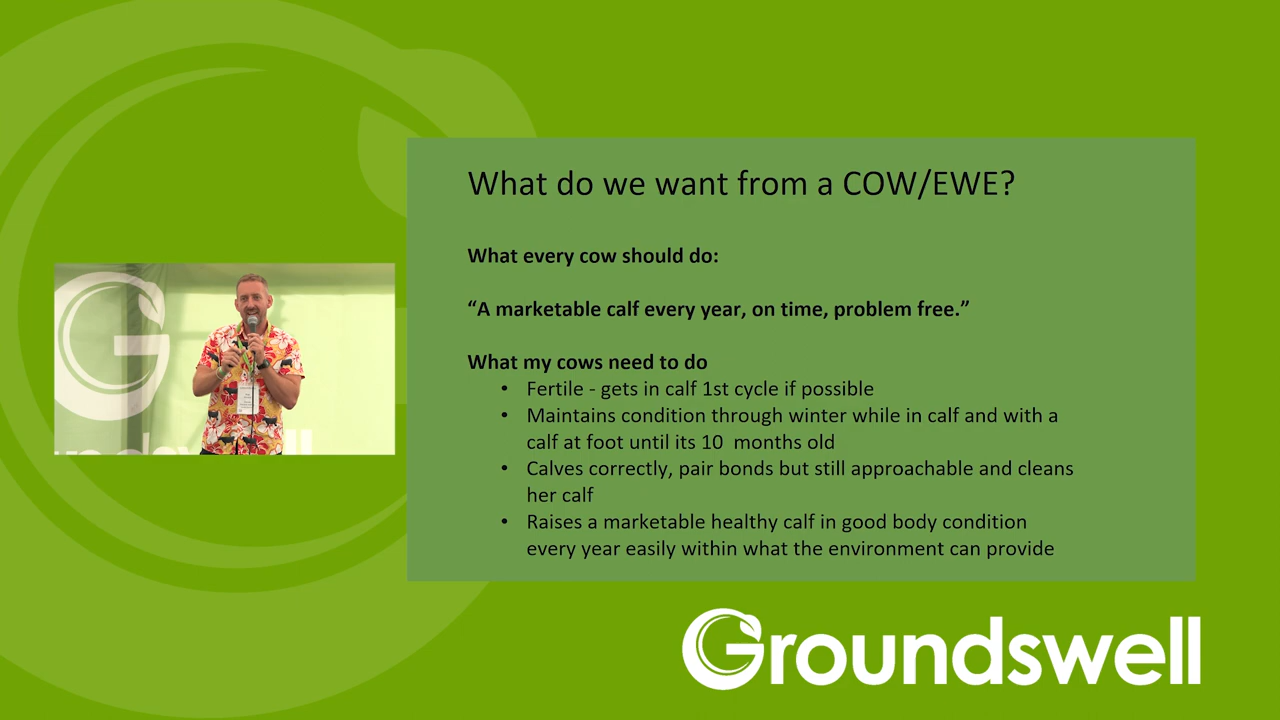 What do we want from a COW/EWE?
What every cow should do:
“A marketable calf every year, on time, problem free.”
What my cows need to do
• Fertile - gets in calf 1st cycle if possible
• Maintains condition through winter while in calf and with a
calf at foot until its 10 months old
• Calves correctly, pair bonds but still approachable and cleans
her calf
• Raises a marketable healthy calf in good body condition
every year easily within what the environment can provide
Groundswell